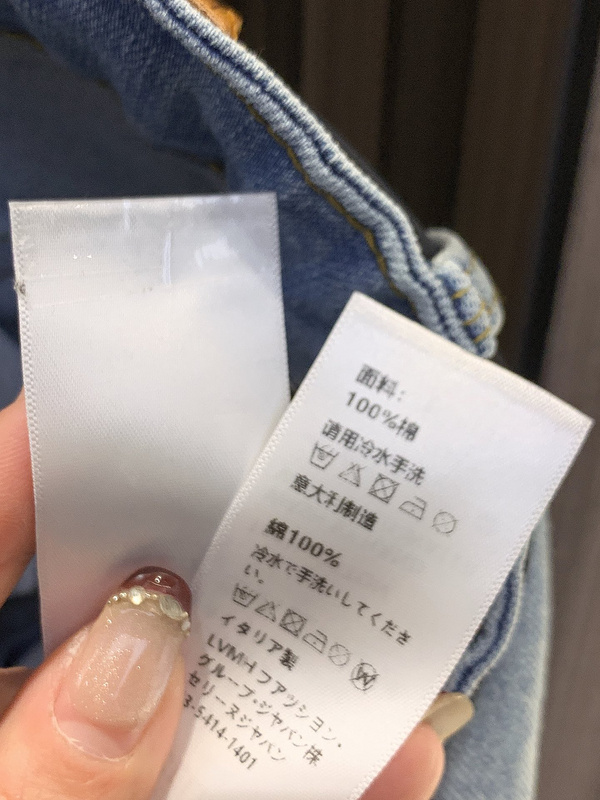 面料:
100%棉
请用冷水手洗
意大利制造
綿100%
冷水で手洗いしてくださ
い。
イタリア製
LVMHファッション・
グループ・ジャパン株
セリーヌジャパン
3-5414-1401